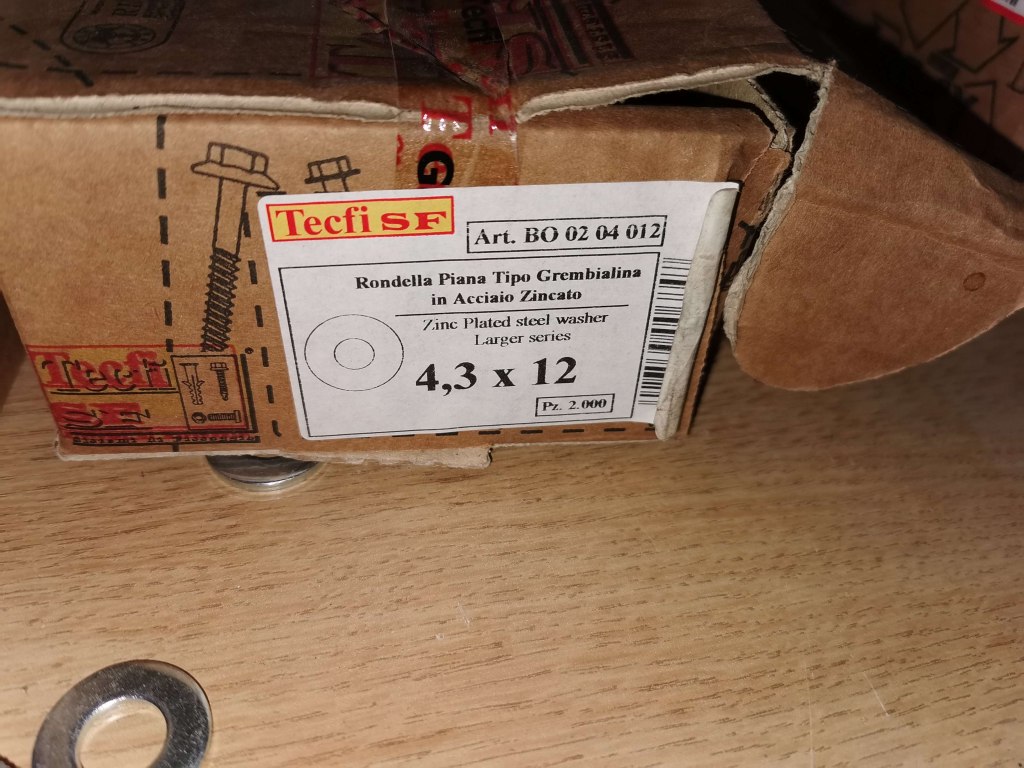 Tecfi
T
G
Tecfi SF
Art. BO 02 04 012
Rondella Piana Tipo Grembialina
in Acciaio Zincato
Zinc Plated steel washer
Larger series
4,3 x 12
Pz. 2.000
Tecfi
SF